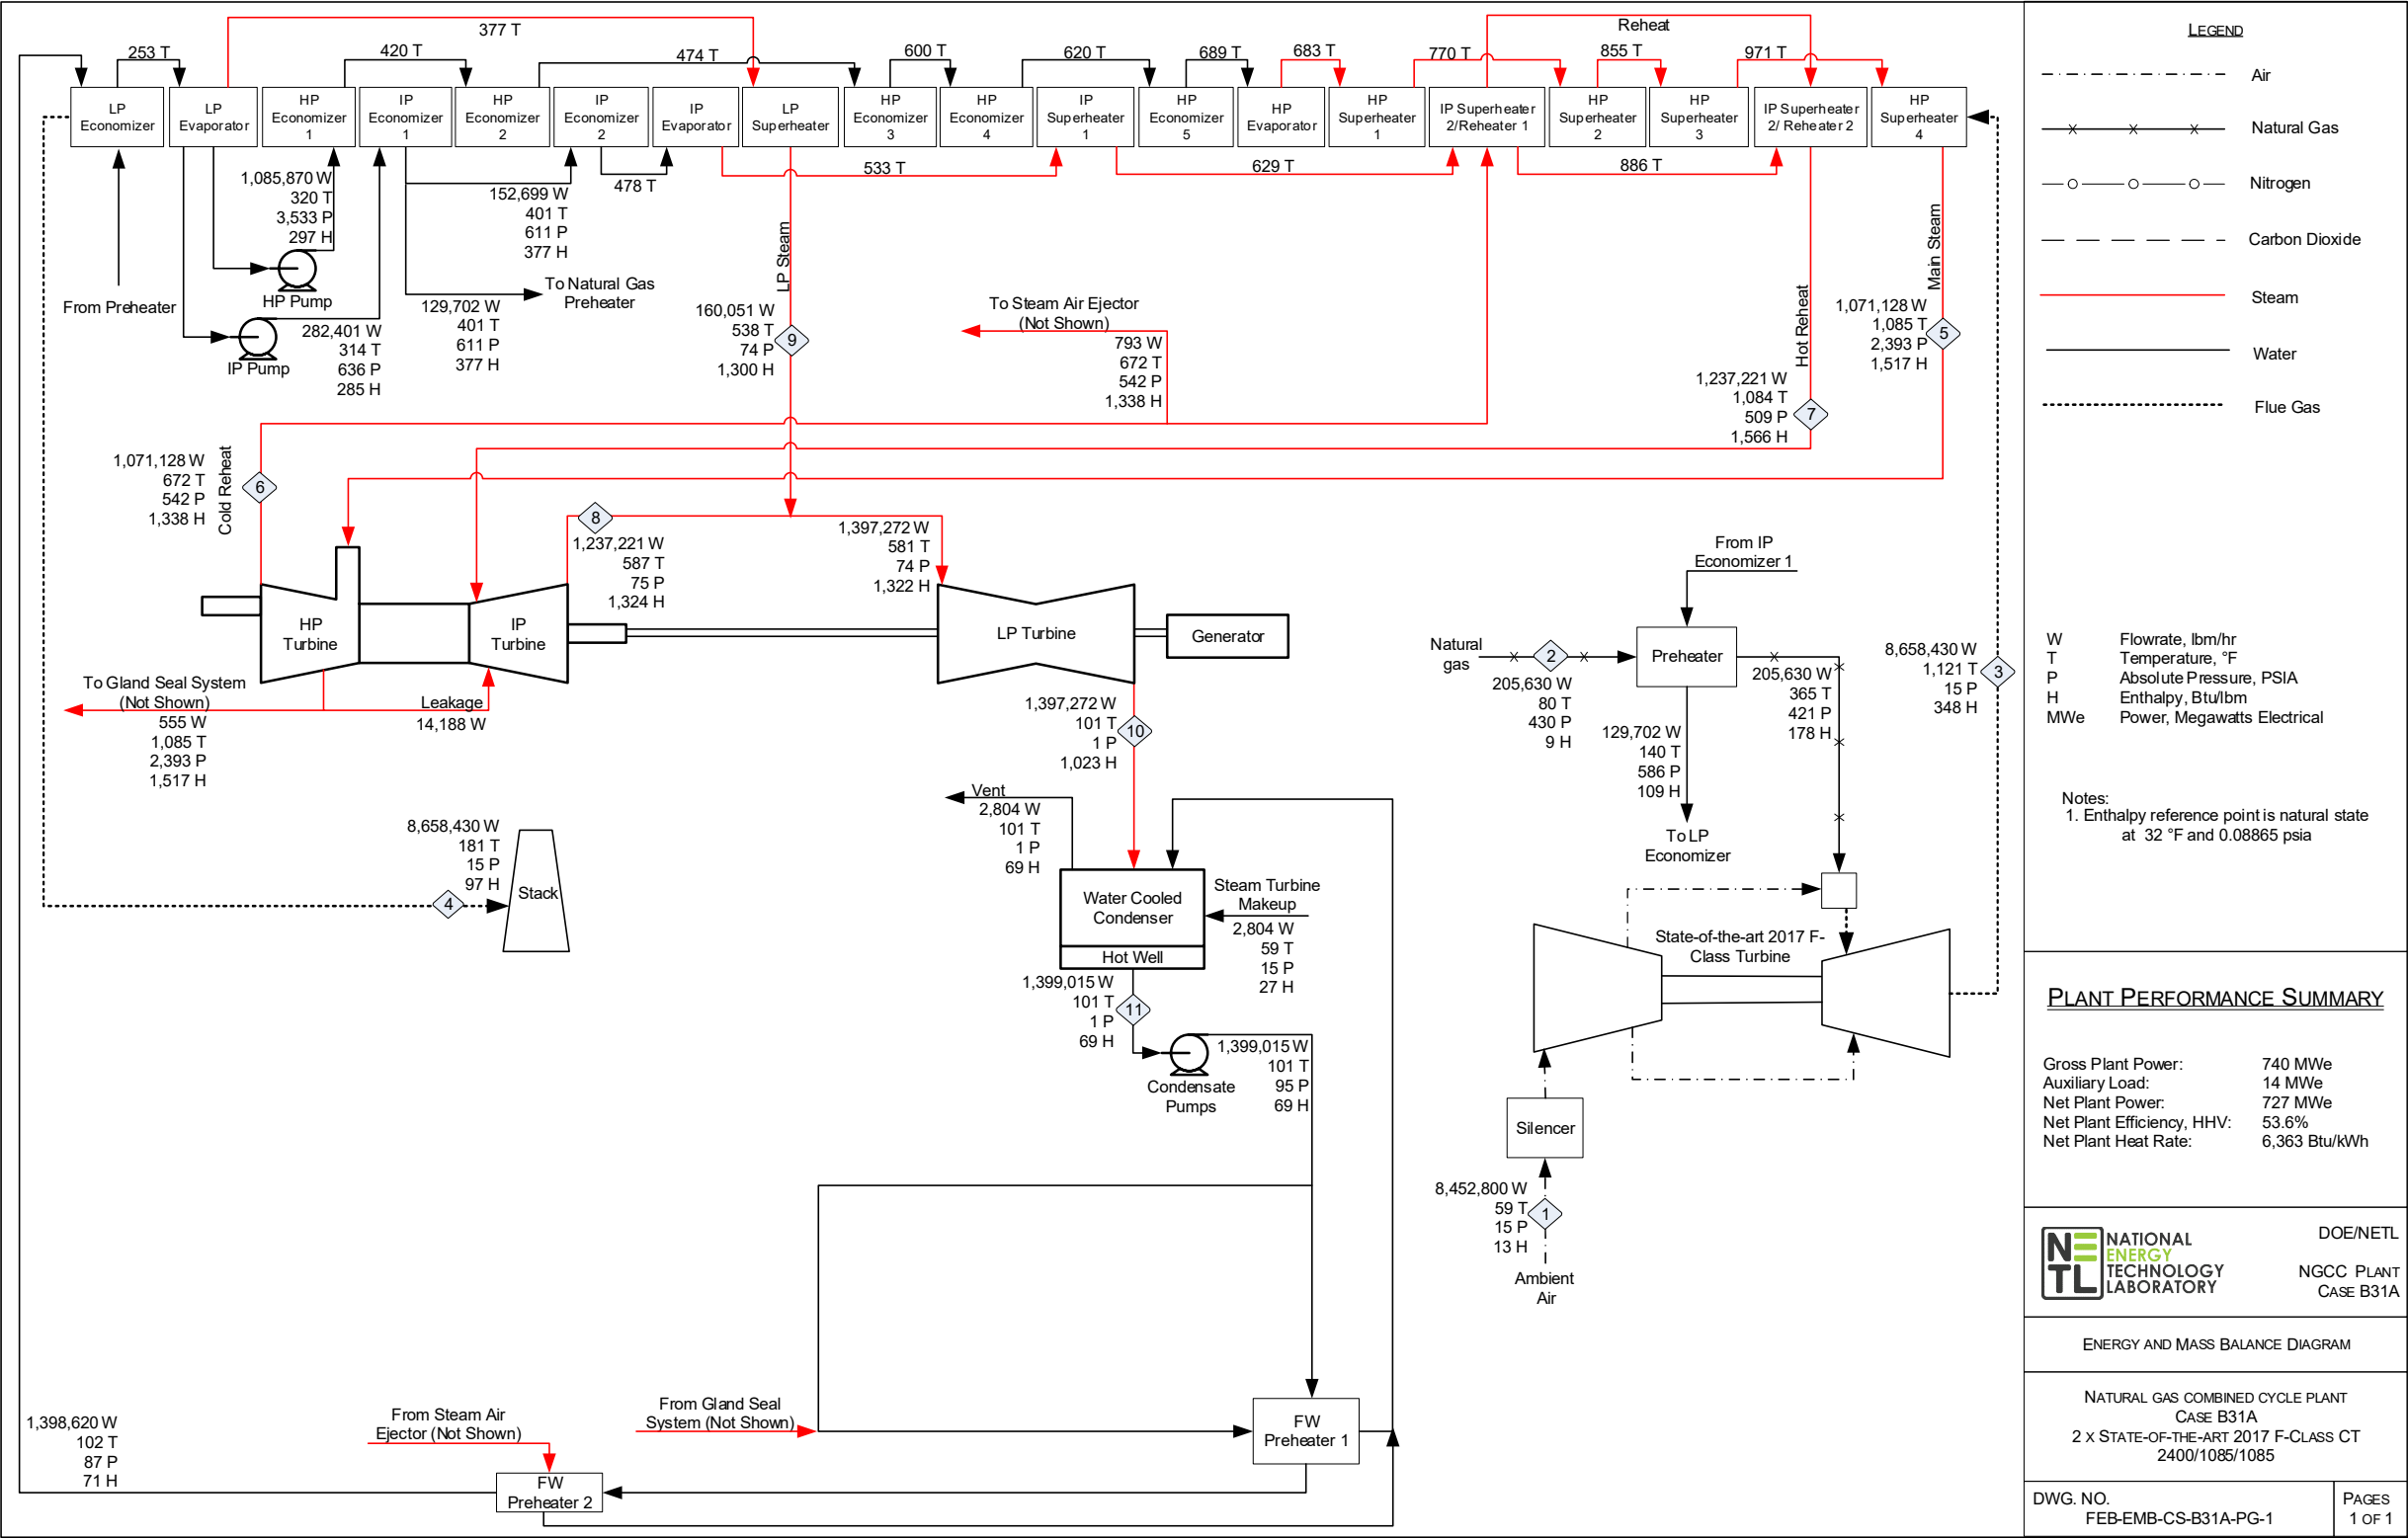 377 T
Reheat
253 T
420 T
474 T
600 T
620 T
689 T
683 T
770 T
855 T
971 T
LP
Economizer
LP
Evaporator
HP
Economizer
1
IP
Economizer
1
HP
Economizer
2
IP
Economizer
2
IP
Evaporator
LP
Superheater
HP
Economizer
3
HP
Economizer
4
IP
Superheater
1
HP
Economizer
5
HP
Evaporator
HP
Superheater
1
IP Superheater
2/Reheater 1
HP
Superheater
2
HP
Superheater
3
IP Superheater
2/ Reheater 2
HP
Superheater
4
533 T
629 T
886 T
478 T
1,085,870 W
320 T
3,533 P
297 H
152,699 W
401 T
611 P
377 H
HP Pump
From Preheater
To Natural Gas
Preheater
129,702 W
401 T
611 P
377 H
282,401 W
314 T
636 P
285 H
IP Pump
LP Steam
160,051 W
538 T
74 P
1,300 H
9
To Steam Air Ejector
(Not Shown)
793 W
672 T
542 P
1,338 H
Hot Reheat
1,237,221 W
1,084 T
509 P
1,566 H
7
Main Steam
1,071,128 W
1,085 T
2,393 P
1,517 H
5
1,071,128 W
672 T
542 P
1,338 H
Cold Reheat
6
8
1,237,221 W
587 T
75 P
1,324 H
1,397,272 W
581 T
74 P
1,322 H
HP
Turbine
IP
Turbine
LP Turbine
Generator
To Gland Seal System
(Not Shown)
555 W
1,085 T
2,393 P
1,517 H
Leakage
14,188 W
1,397,272 W
101 T
1 P
1,023 H
10
From IP
Economizer 1
Natural
gas
2
Preheater
205,630 W
80 T
430 P
9 H
205,630 W
365 T
421 P
178 H
129,702 W
140 T
586 P
109 H
To LP
Economizer
8,658,430 W
1,121 T
15 P
348 H
3
8,658,430 W
181 T
15 P
97 H
4
Stack
Vent
2,804 W
101 T
1 P
69 H
Water Cooled
Condenser
Hot Well
Steam Turbine
Makeup
2,804 W
59 T
15 P
27 H
1,399,015 W
101 T
1 P
69 H
11
Condensate
Pumps
1,399,015 W
101 T
95 P
69 H
State-of-the-art 2017 F-
Class Turbine
Silencer
8,452,800 W
59 T
15 P
13 H
1
Ambient
Air
1,398,620 W
102 T
87 P
71 H
From Steam Air
Ejector (Not Shown)
FW
Preheater 2
From Gland Seal
System (Not Shown)
FW
Preheater 1
LEGEND
Air
Natural Gas
Nitrogen
Carbon Dioxide
Steam
Water
Flue Gas
W Flowrate, lbm/hr
T Temperature, °F
P Absolute Pressure, PSIA
H Enthalpy, Btu/lbm
MWe Power, Megawatts Electrical
Notes:
1. Enthalpy reference point is natural state
at 32 °F and 0.08865 psia
PLANT PERFORMANCE SUMMARY
Gross Plant Power: 740 MWe
Auxiliary Load: 14 MWe
Net Plant Power: 727 MWe
Net Plant Efficiency, HHV: 53.6%
Net Plant Heat Rate: 6,363 Btu/kWh
NE
TL
NATIONAL
ENERGY
TECHNOLOGY
LABORATORY
DOE/NETL
NGCC PLANT
CASE B31A
ENERGY AND MASS BALANCE DIAGRAM
NATURAL GAS COMBINED CYCLE PLANT
CASE B31A
2 X STATE-OF-THE-ART 2017 F-CLASS CT
2400/1085/1085
DWG. NO.
FEB-EMB-CS-B31A-PG-1
PAGES
1 OF 1